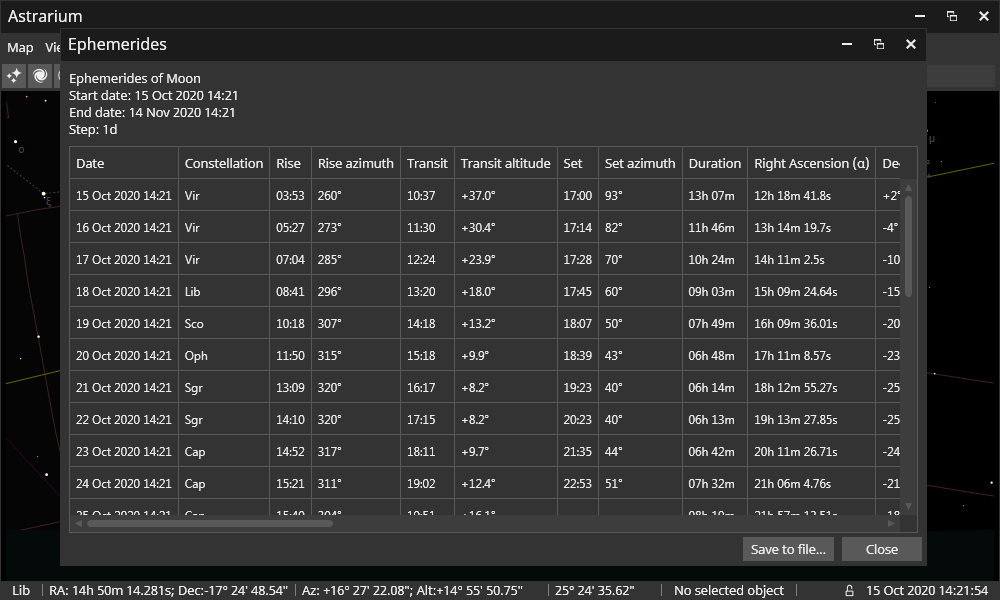 Astrarium
Map
Ephemerides
Ephemerides of Moon
Start date: 15 Oct 2020 14:21
End date: 14 Nov 2020 14:21
Step: 1d
Date Constellation Rise Rise azimuth Transit Transit altitude Set Set azimuth Duration Right Ascension (α)
15 Oct 2020 14:21 Vir 03:53 260° 10:37 +37.0° 17:00 93° 13h 07m 12h 18m 41.8s +2°
16 Oct 2020 14:21 Vir 05:27 273° 11:30 +30.4° 17:14 82° 11h 46m 13h 14m 19.7s -4°
17 Oct 2020 14:21 Vir 07:04 285° 12:24 +23.9° 17:28 70° 10h 24m 14h 11m 2.5s -10
18 Oct 2020 14:21 Lib 08:41 296° 13:20 +18.0° 17:45 60° 09h 03m 15h 09m 24.64s -15
19 Oct 2020 14:21 Sco 10:18 307° 14:18 +13.2° 18:07 50° 07h 49m 16h 09m 36.01s -20
20 Oct 2020 14:21 Oph 11:50 315° 15:18 +9.9° 18:39 43° 06h 48m 17h 11m 8.57s -23
21 Oct 2020 14:21 Sgr 13:09 320° 16:17 +8.2° 19:23 40° 06h 14m 18h 12m 55.27s -25
22 Oct 2020 14:21 Sgr 14:10 320° 17:15 +8.2° 20:23 40° 06h 13m 19h 13m 27.85s -25
23 Oct 2020 14:21 Cap 14:52 317° 18:11 +9.7° 21:35 44° 06h 42m 20h 11m 26.71s -24
24 Oct 2020 14:21 Cap 15:21 311° 19:02 +12.4° 22:53 51° 07h 32m 21h 06m 4.76s -21
Save to file... Close
Lib RA: 14h 50m 14.281s; Dec:-17° 24' 48.54" Az: +16° 27' 22.08"; Alt:+14° 55' 50.75" 25° 24' 35.62" No selected object 15 Oct 2020 14:21:54